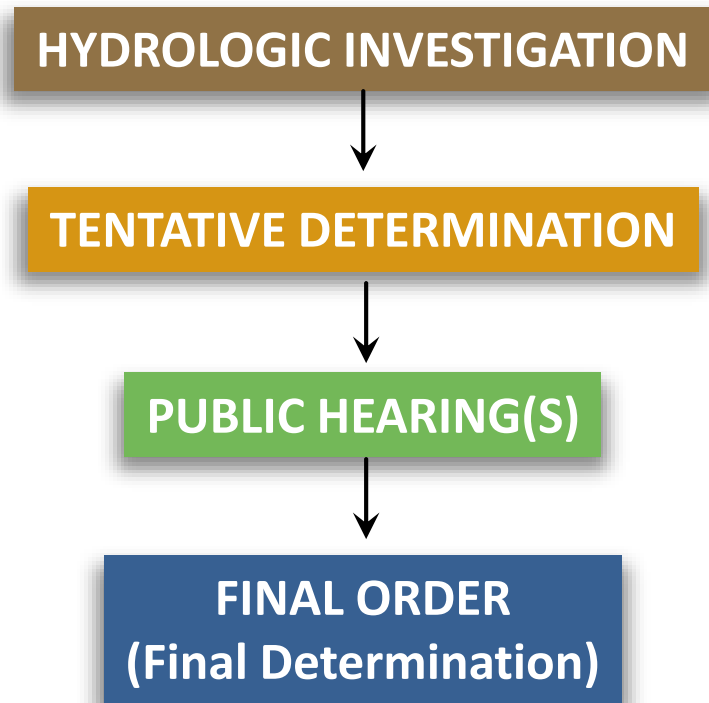 HYDROLOGIC INVESTIGATION
TENTATIVE DETERMINATION
PUBLIC HEARING(S)
FINAL ORDER
(Final Determination)